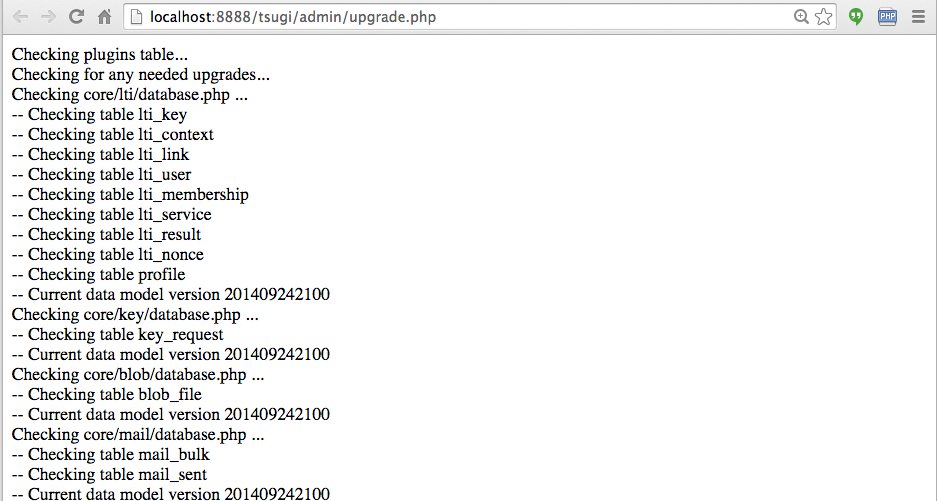 localhost:8888/tsugi/admin/upgrade.php
PHP
Checking plugins table...
Checking for any needed upgrades...
Checking core/lti/database.php ...
-- Checking table lti_key
-- Checking table lti_context
-- Checking table lti_link
-- Checking table lti_user
-- Checking table lti_membership
-- Checking table lti_service
-- Checking table lti_result
-- Checking table lti_nonce
-- Checking table profile
-- Current data model version 201409242100
Checking core/key/database.php ...
-- Checking table key_request
-- Current data model version 201409242100
Checking core/blob/database.php ...
-- Checking table blob_file
-- Current data model version 201409242100
Checking core/mail/database.php ...
-- Checking table mail_bulk
-- Checking table mail_sent
-- Current data model version 201409242100